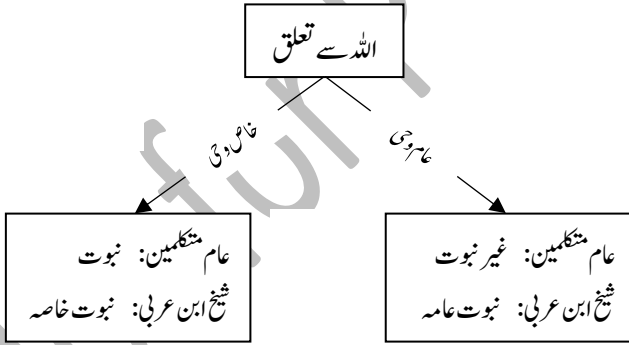 اللہ سے تعلق
عام وحی
خاص وحی
عام متکلمین: غیر نبوت
شیخ ابن عربی: نبوت عامہ
عام متکلمین: نبوت
شیخ ابن عربی: نبوت خاصہ